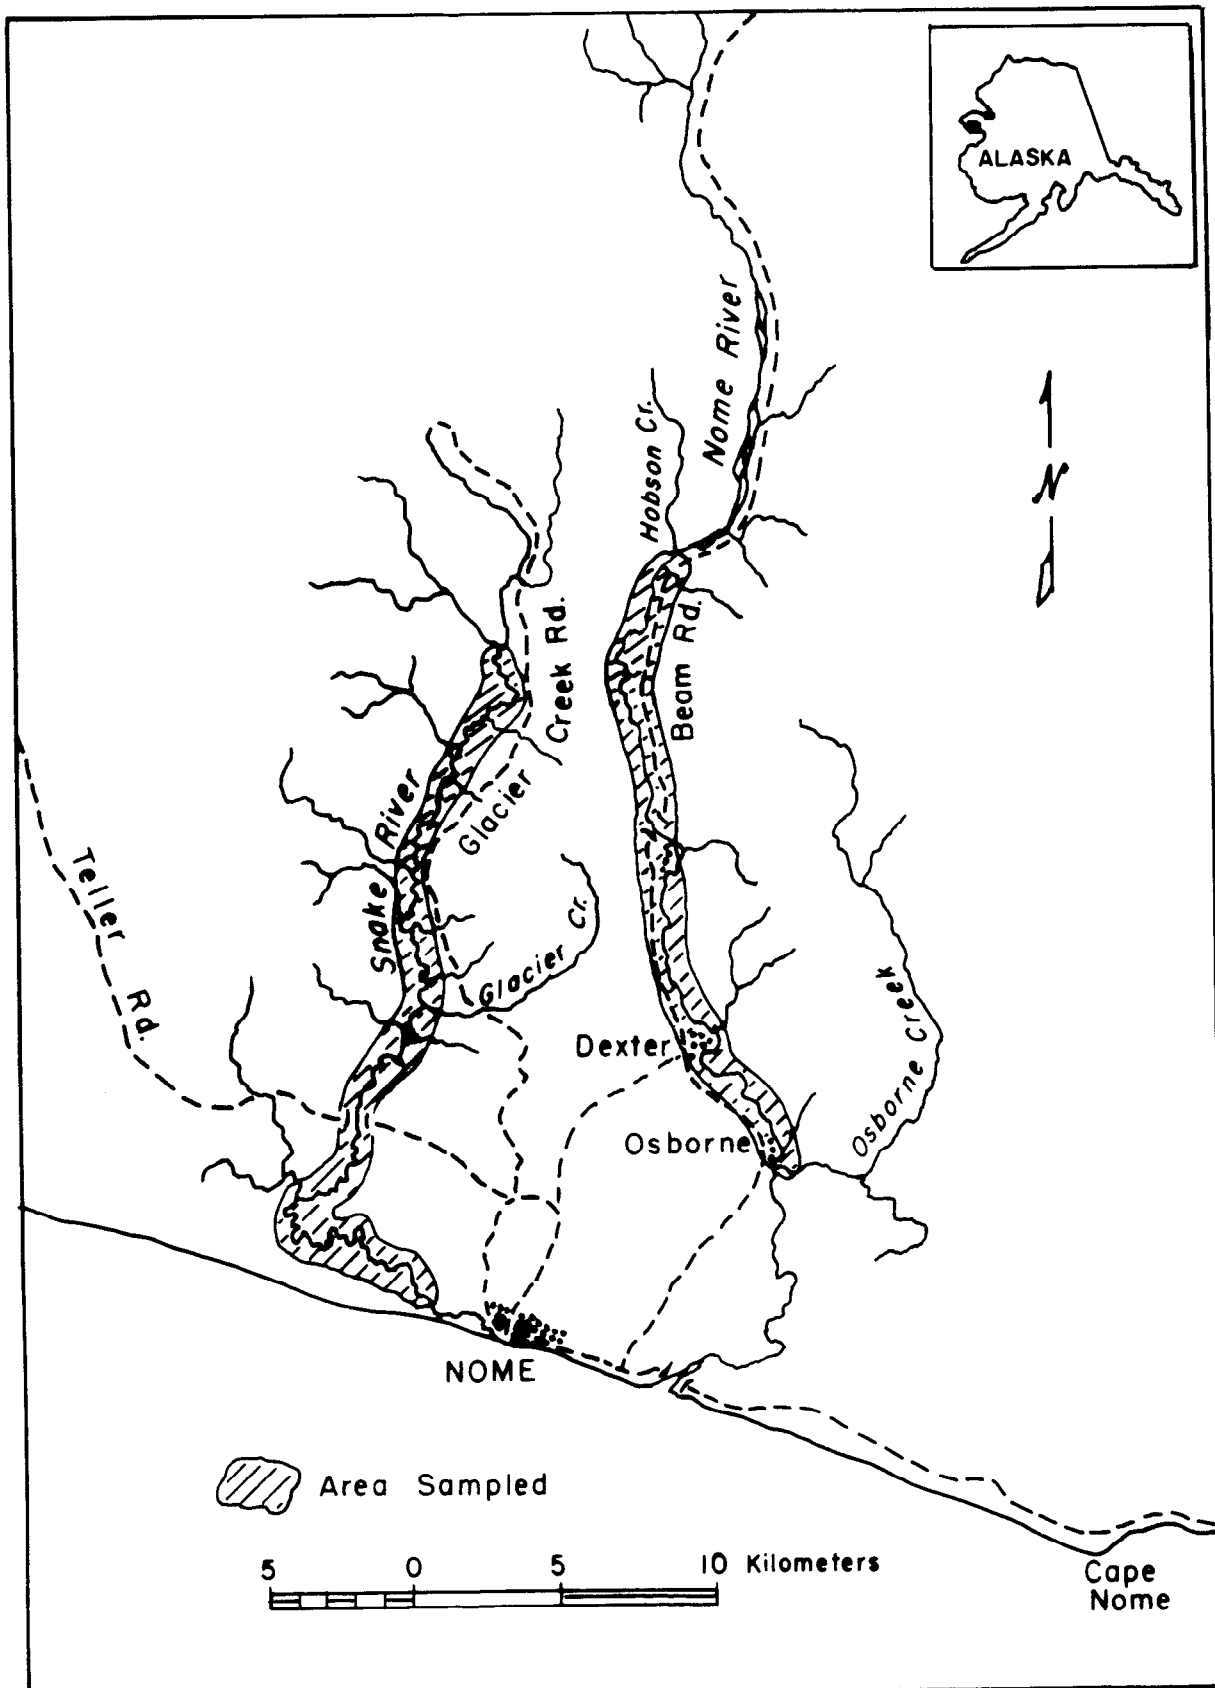 ALASKA
Nome River
Hobson Cr.
N
Creek Rd.
Beam Rd.
Snake River
Glacier
Teller Rd.
Glacier Cr.
Osborne Creek
Dexter
Osborne
NOME
Area Sampled
5 0 5 10 Kilometers
Cape
Nome